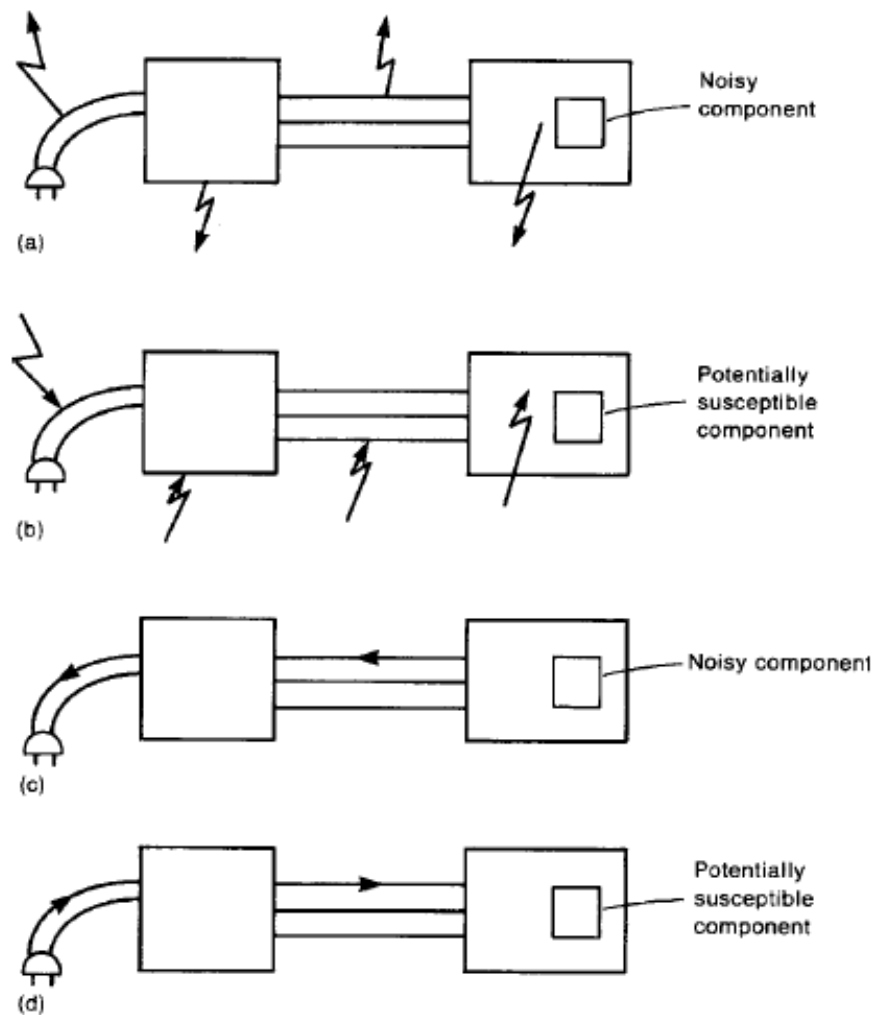 Noisy
component
(a)
Potentially
susceptible
component
(b)
Noisy component
(c)
Potentially
susceptible
component
(d)